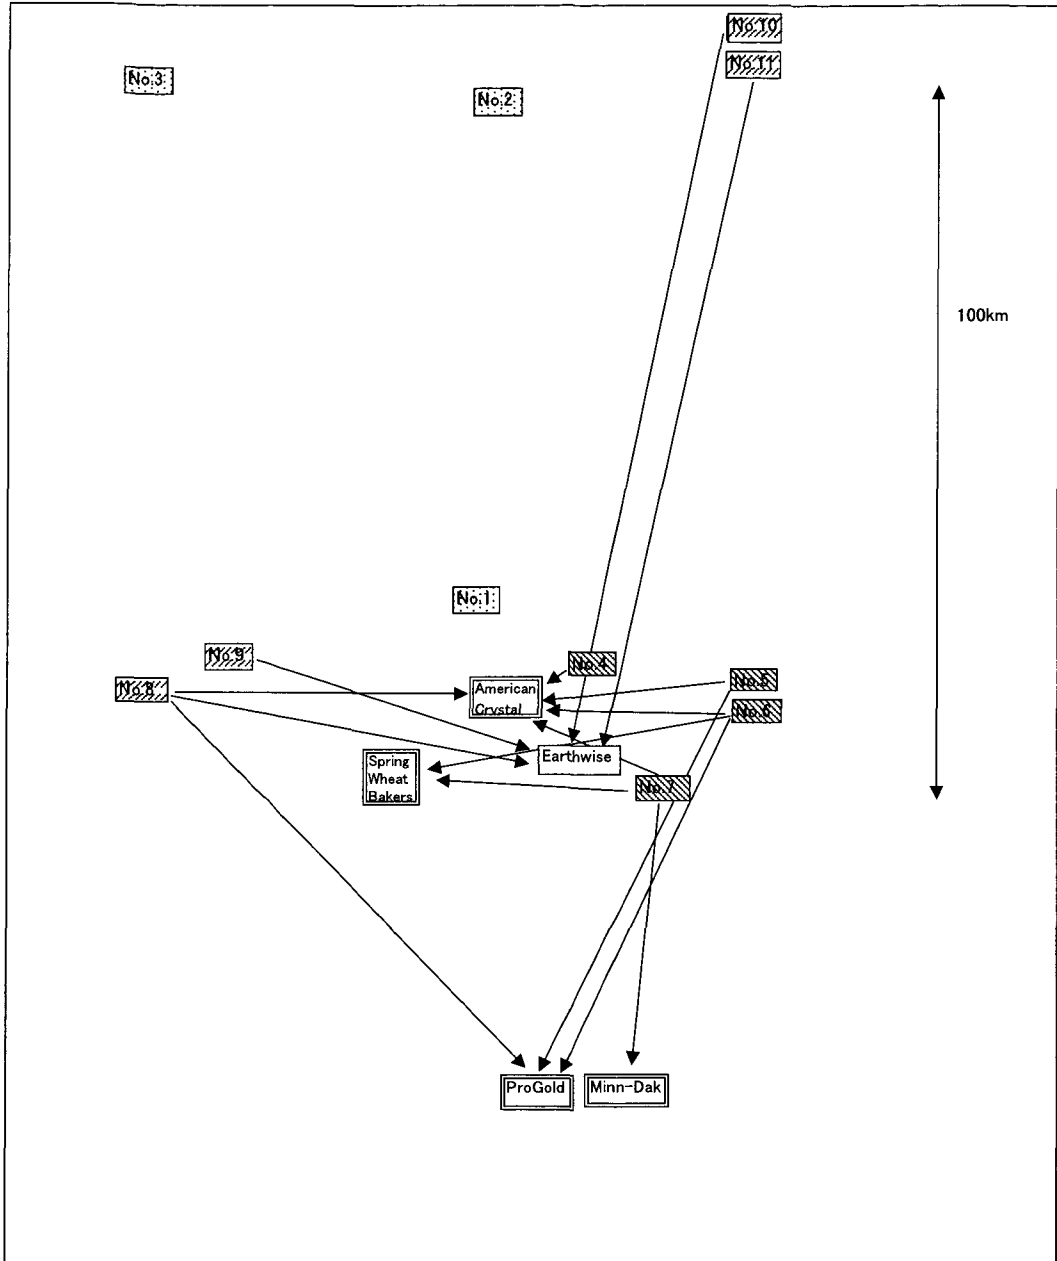 No.10
No.11
No.3
No.2
100km
No.1
No.4
No.9
No.5
No.8
American
Crystal
No.6
Earthwise
Spring
Wheat
Bakers
No.7
ProGold
Minn-Dak